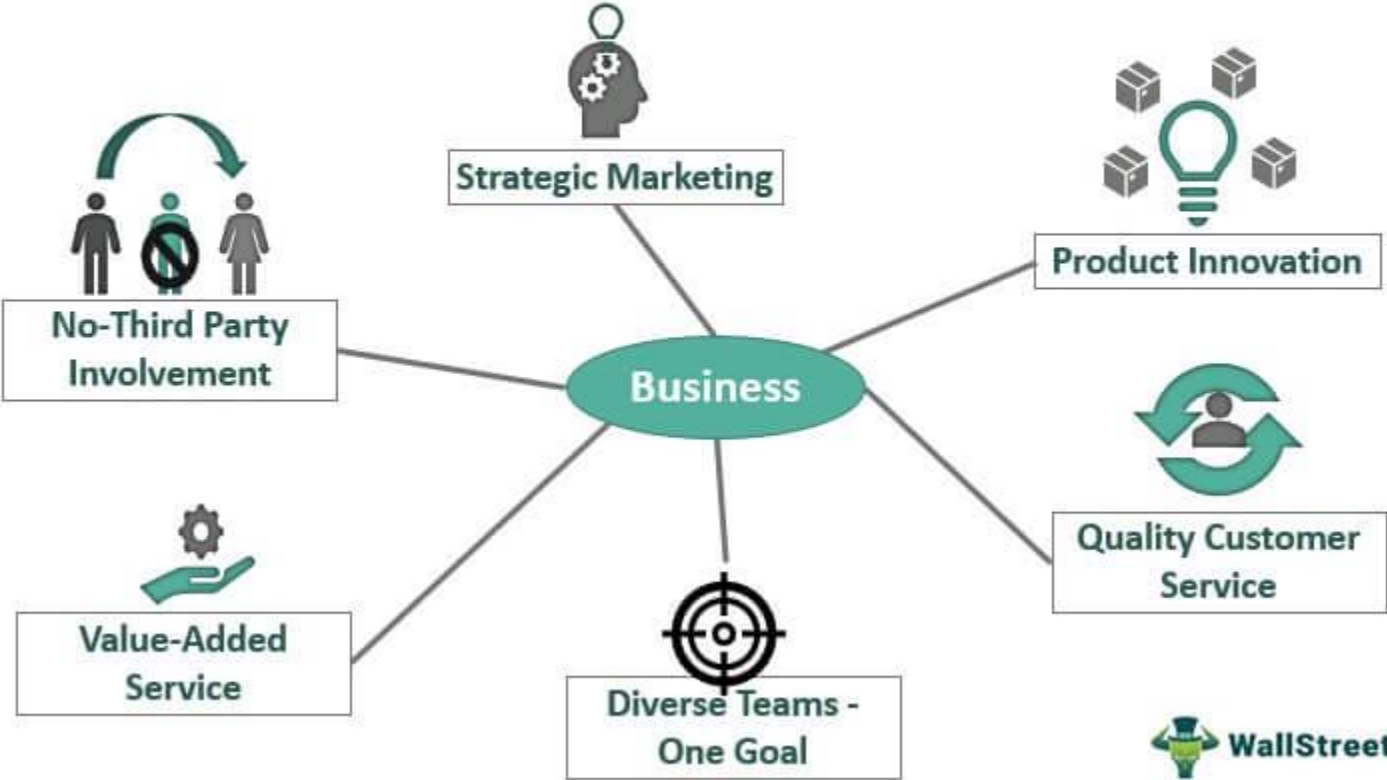 Strategic Marketing
Product Innovation
No-Third Party
Involvement
Business
Quality Customer
Service
Value-Added
Service
Diverse Teams -
One Goal
WallStreet